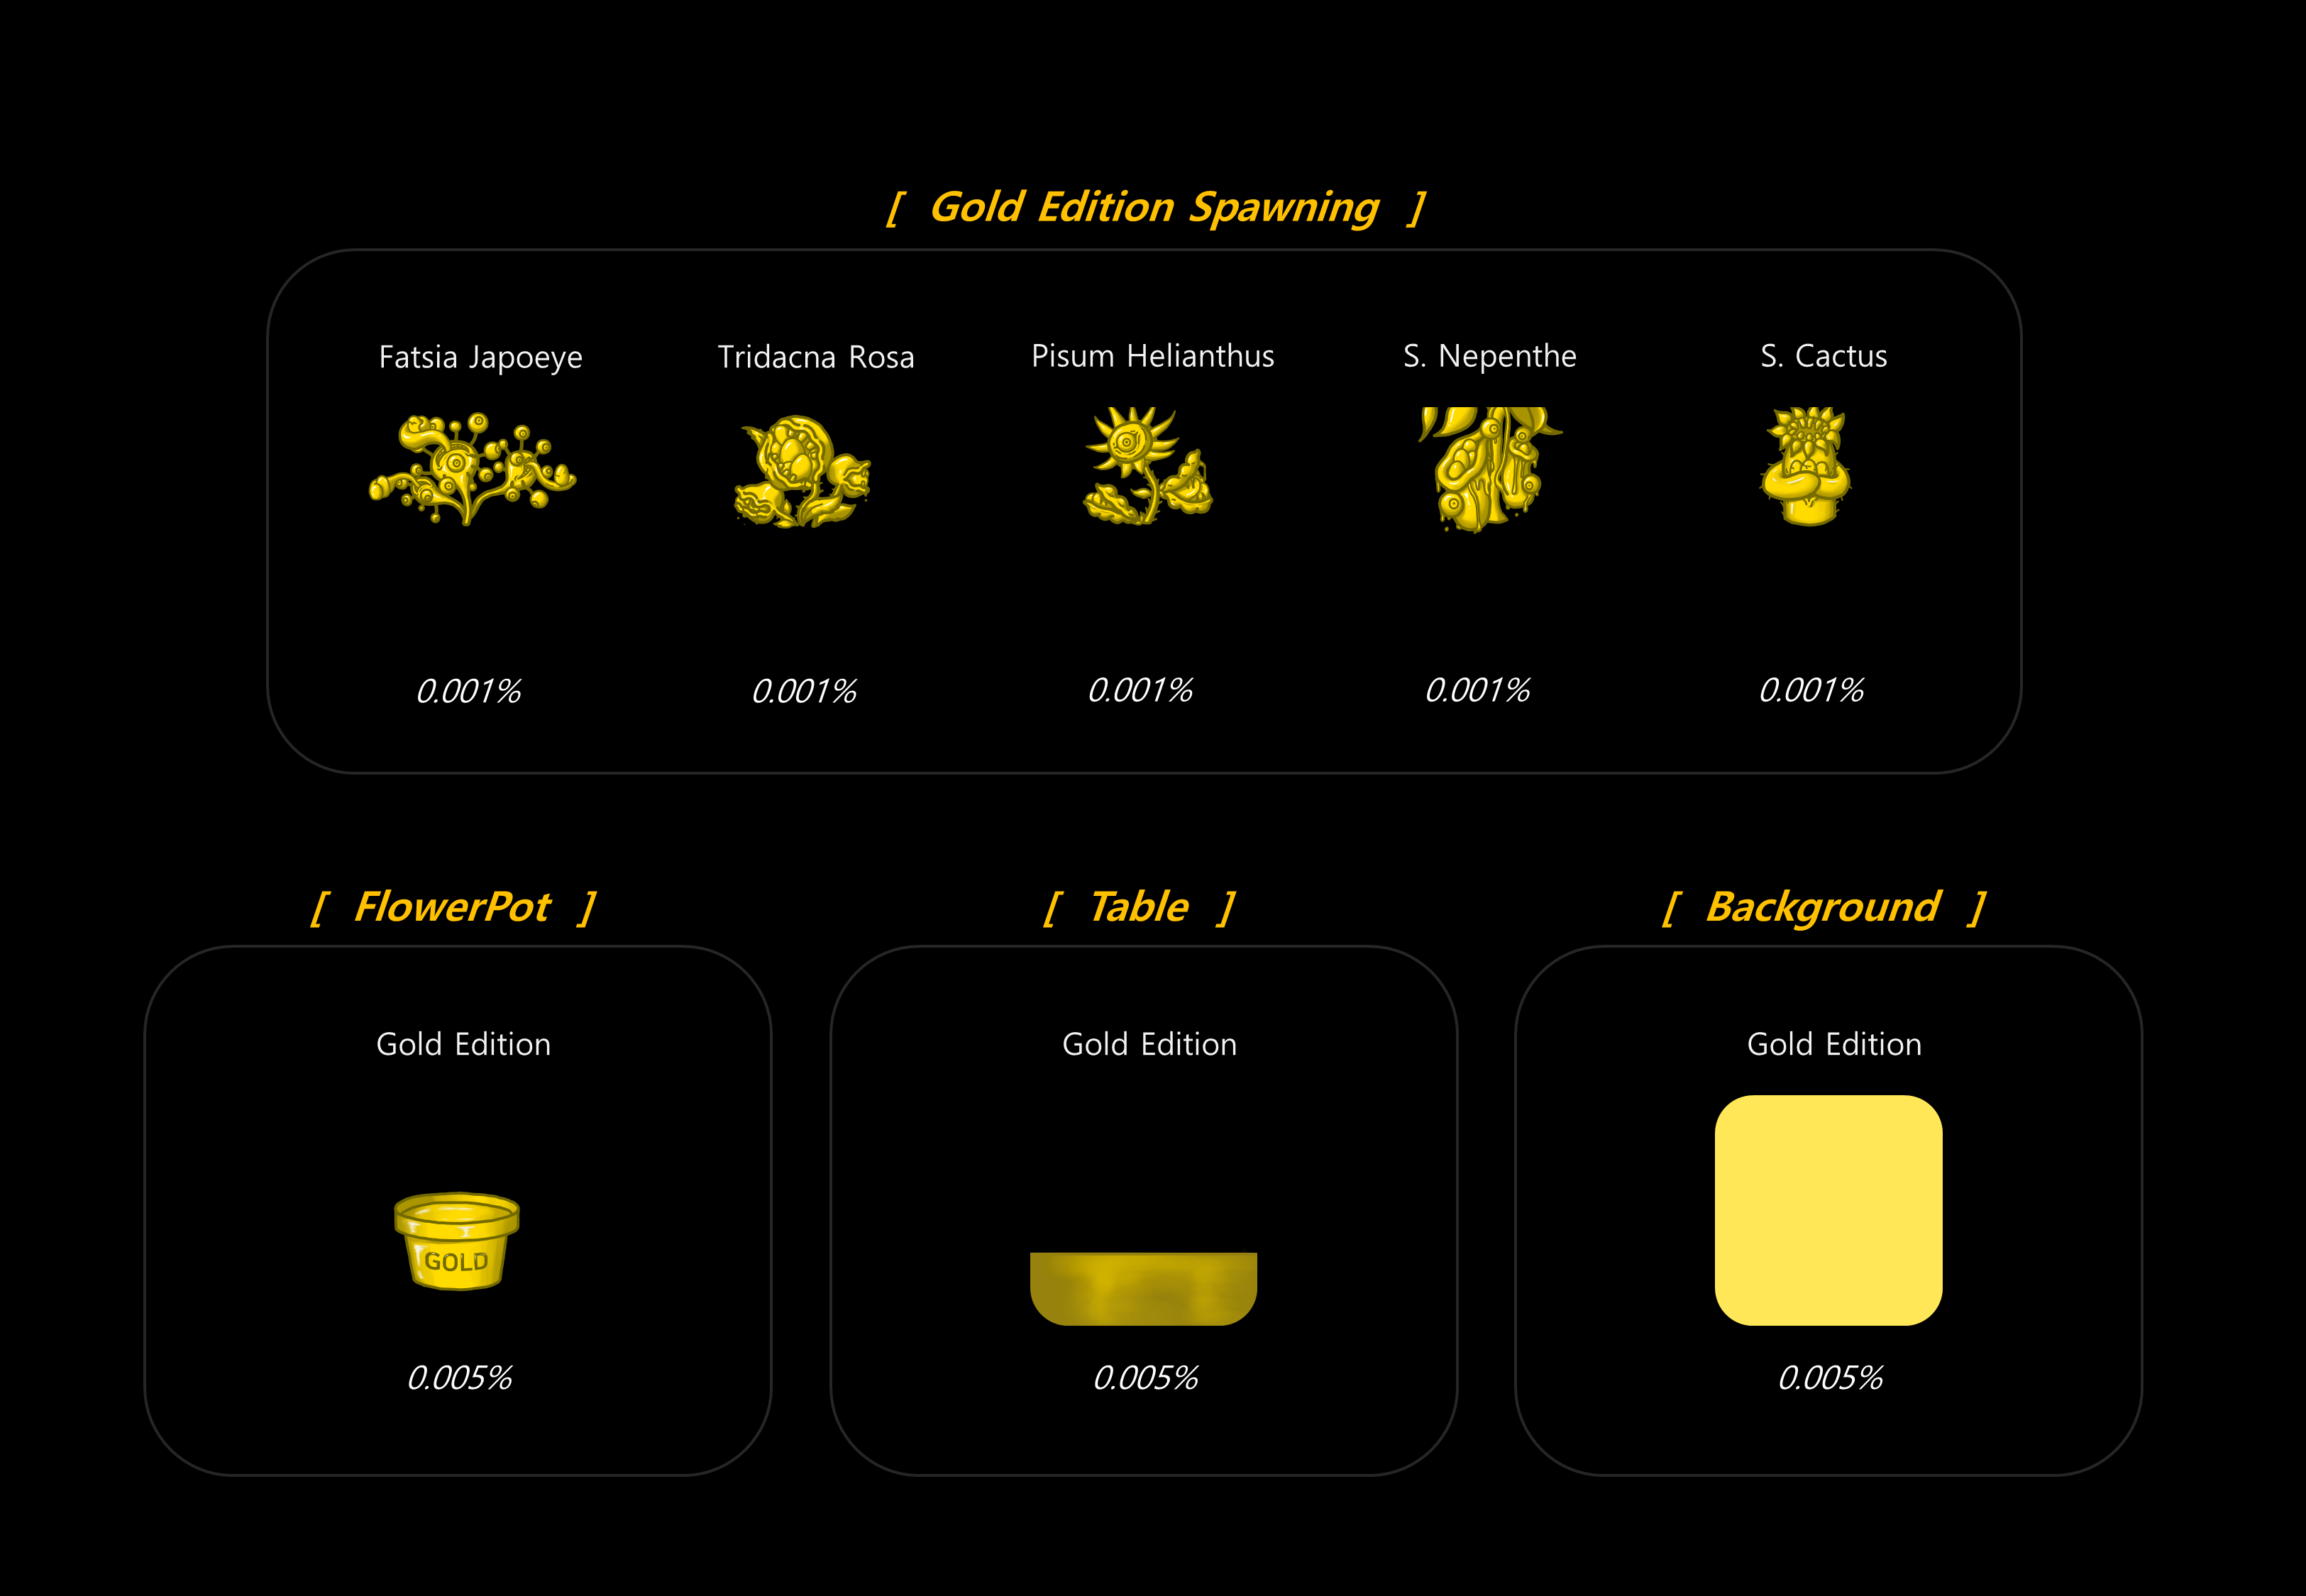 [ Gold Edition Spawning ]
Fatsia Japoeye
Tridacna Rosa
Pisum Helianthus
S. Nepenthe
S. Cactus
0.001%
0.001%
0.001%
0.001%
0.001%
[ FlowerPot ]
[ Table ]
[ Background ]
Gold Edition
Gold Edition
Gold Edition
GOLD
0.005%
0.005%
0.005%